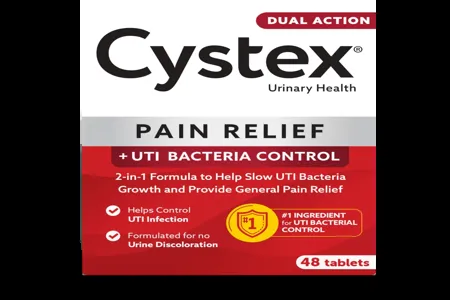 DUAL ACTION
Cystex®
Urinary Health
PAIN RELIEF
+ UTI BACTERIA CONTROL
2-in-1 Formula to Help Slow UTI Bacteria
Growth and Provide General Pain Relief
Helps Control
UTI Infection
#1
#1 INGREDIENT
for UTI BACTERIAL
CONTROL
Formulated for no
Urine Discoloration
48 tablets